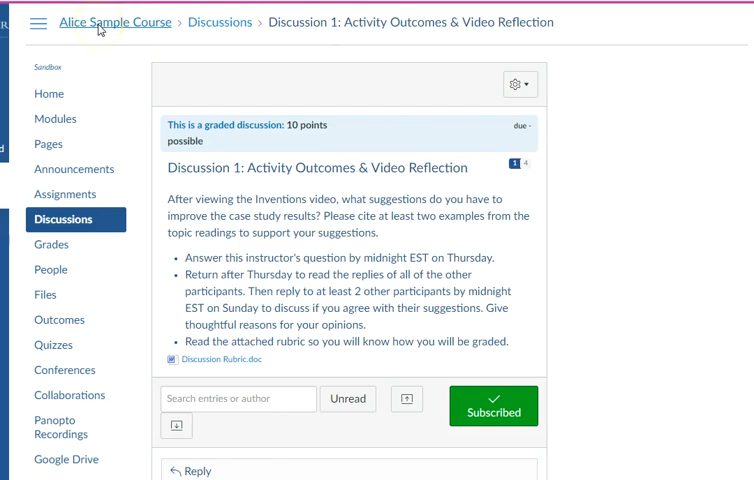 Alice Sample Course > Discussions > Discussion 1: Activity Outcomes & Video Reflection
Sandbox
Home
Modules
Pages
Announcements
Assignments
Discussions
Grades
People
Files
Outcomes
Quizzes
Conferences
Collaborations
Panopto
Recordings
Google Drive
This is a graded discussion: 10 points
possible
due -
Discussion 1: Activity Outcomes & Video Reflection
1 4
After viewing the Inventions video, what suggestions do you have to
improve the case study results? Please cite at least two examples from the
topic readings to support your suggestions.
• Answer this instructor's question by midnight EST on Thursday.
• Return after Thursday to read the replies of all of the other
participants. Then reply to at least 2 other participants by midnight
EST on Sunday to discuss if you agree with their suggestions. Give
thoughtful reasons for your opinions.
• Read the attached rubric so you will know how you will be graded.
Discussion Rubric.doc
Search entries or author
Unread
Subscribed
Reply